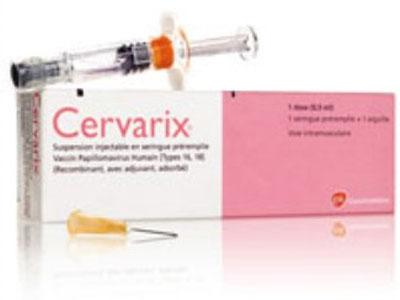 Cervarix®
Suspension injectable en seringue préremplie
Vaccin Papillomavirus Humain [Types 16, 18]
(Recombinant, avec adjuvant, adsorbé)
1 dose (0,5 ml)
1 seringue préremplie + 1 aiguille
Voie intramusculaire
gsk
GlaxoSmithKline